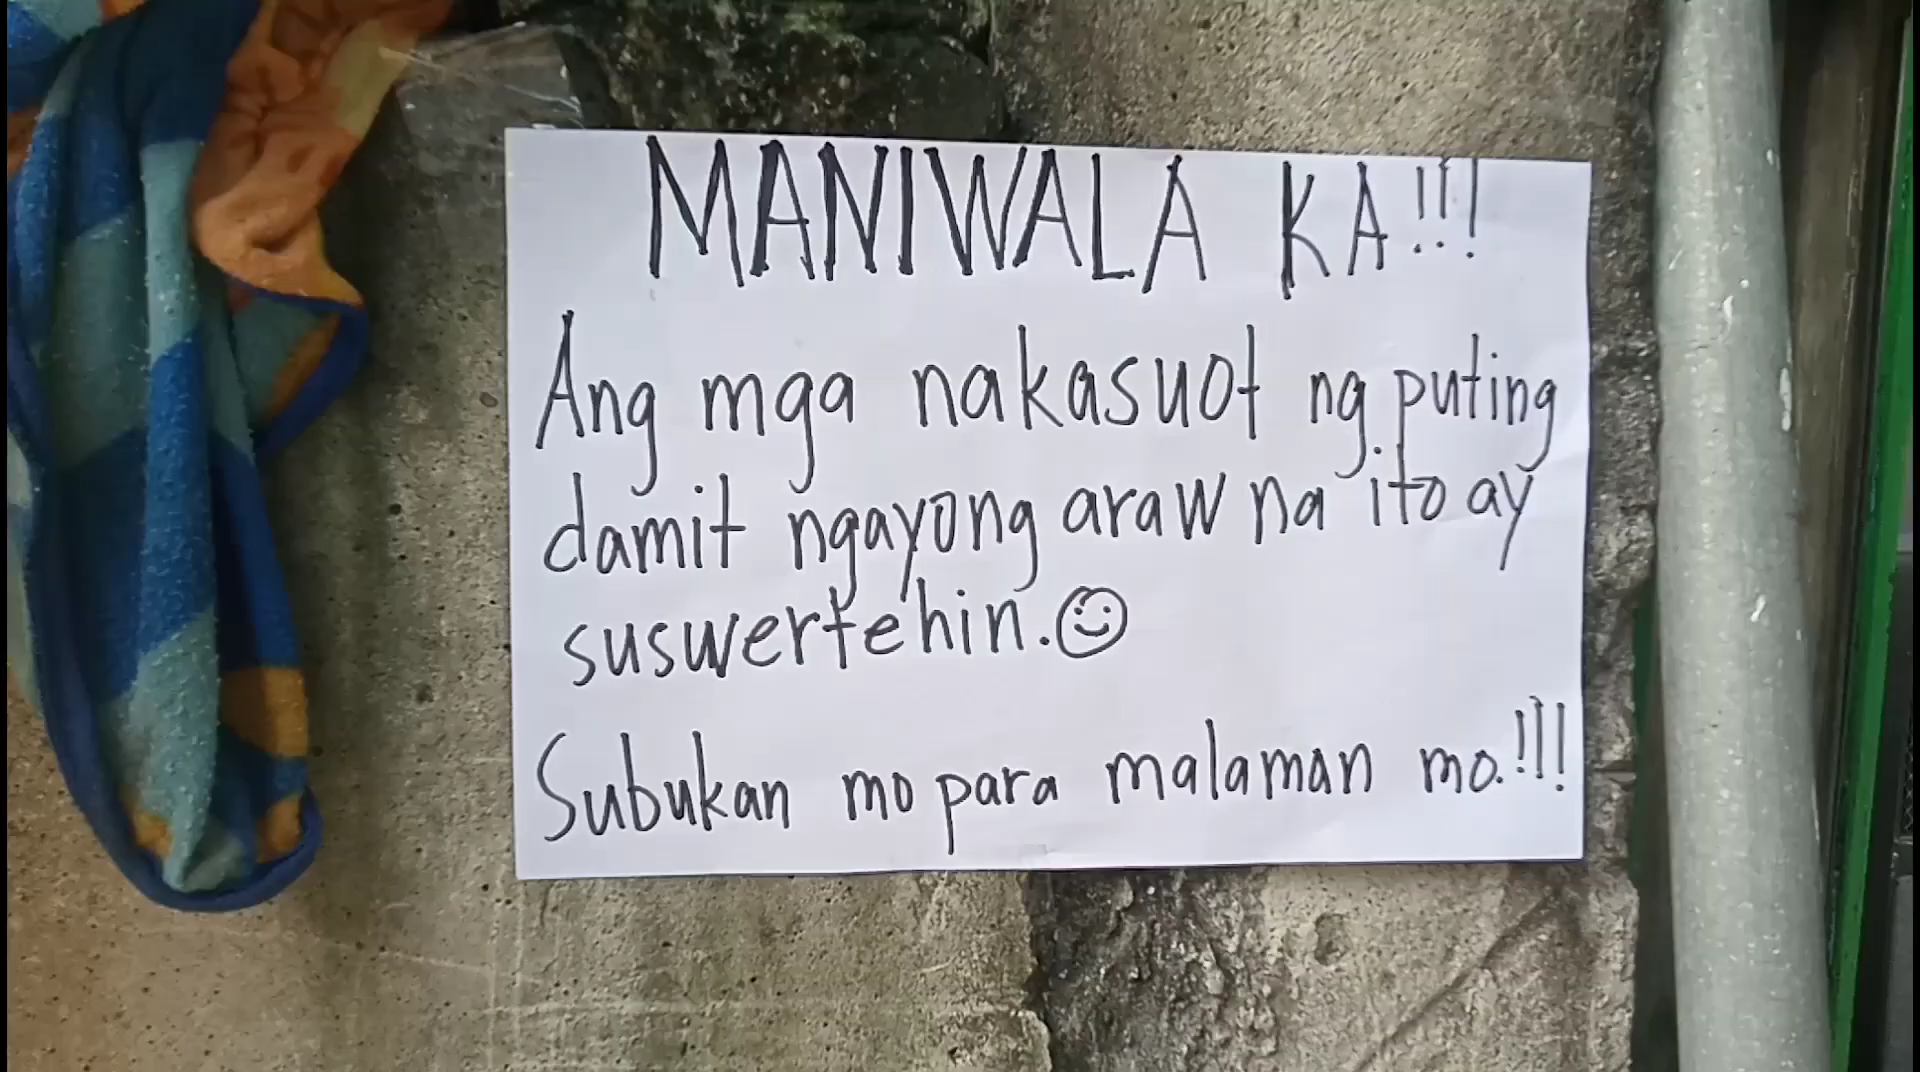 MANIWALA KA!!!
Ang mga nakasuot ng puting
damit ngayong araw na ito ay
suswertehin.☺
Subukan mo para malaman mo.!!!